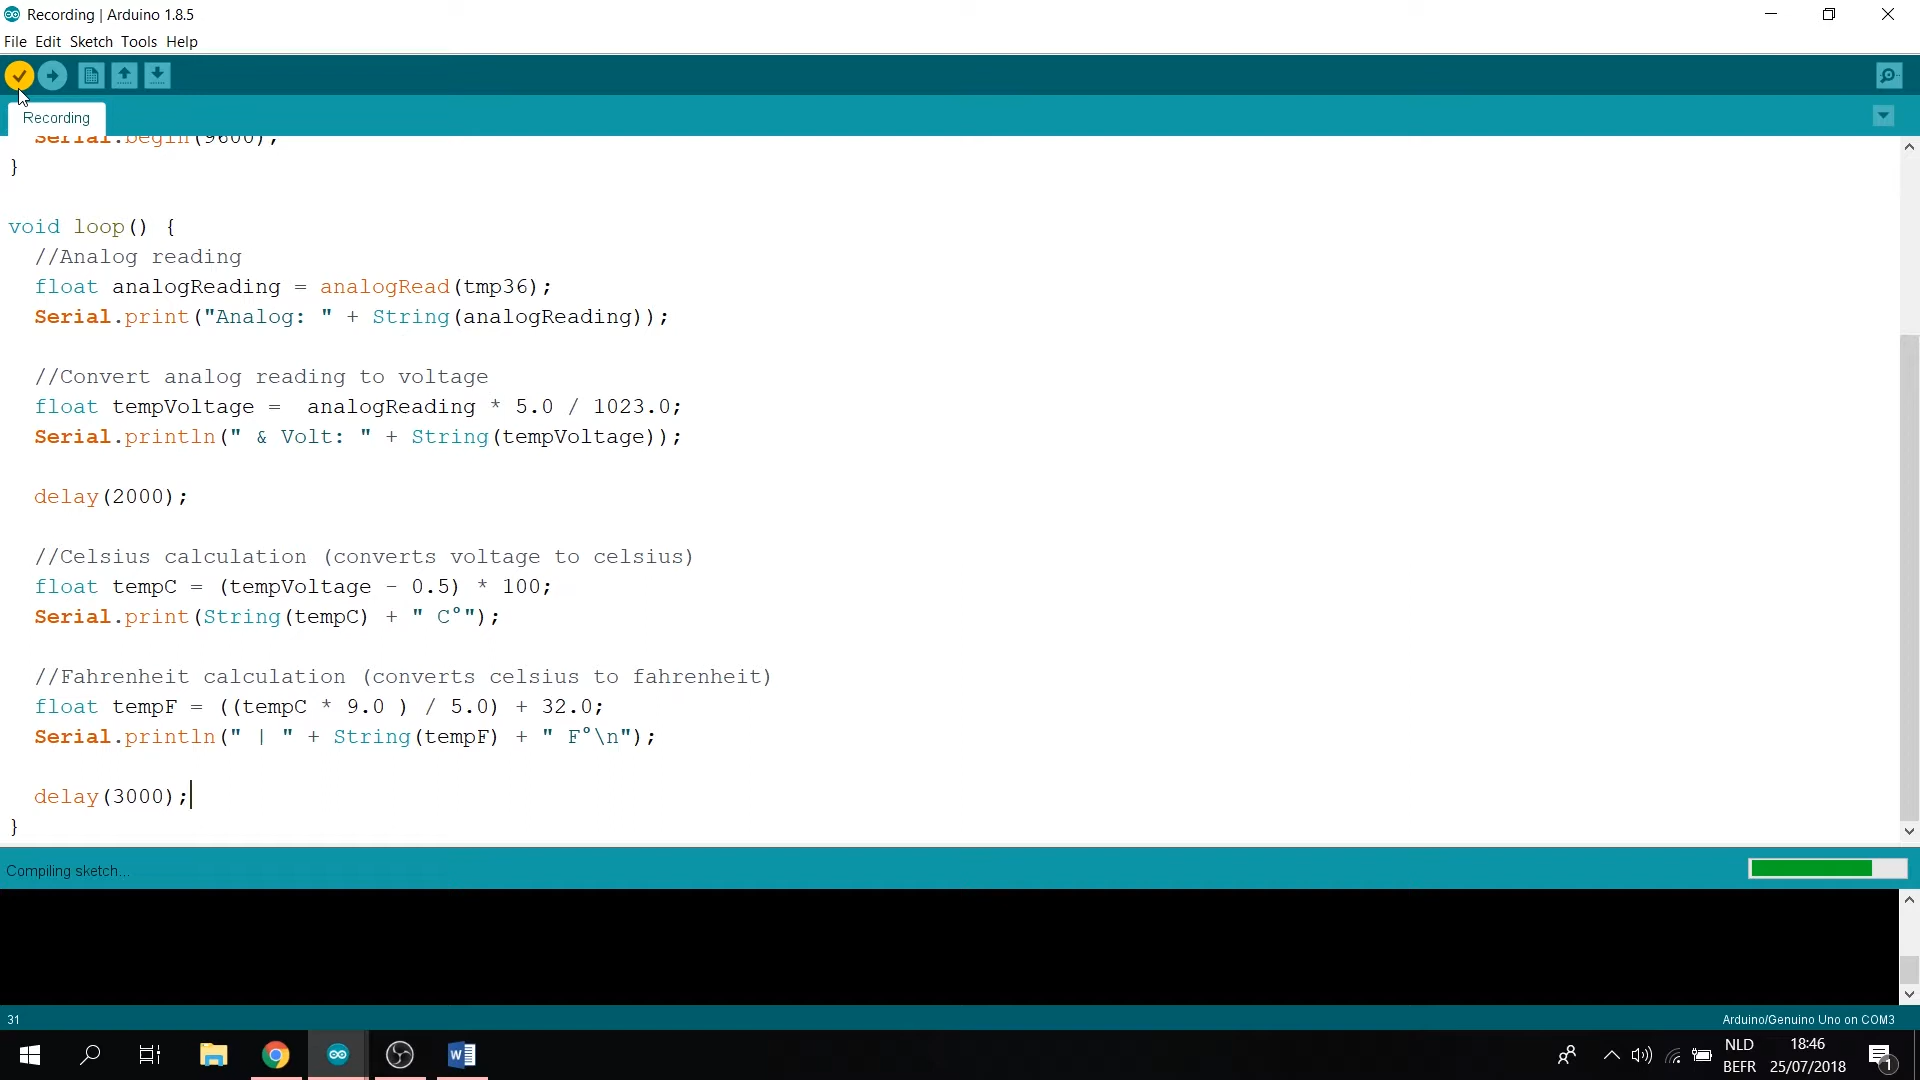 Recording | Arduino 1.8.5
File Edit Sketch Tools Help
Recording
Serial.begin(9600);
}
void loop() {
//Analog reading
float analogReading = analogRead(tmp36);
Serial.print("Analog: " + String(analogReading));
//Convert analog reading to voltage
float tempVoltage =  analogReading * 5.0 / 1023.0;
Serial.println(" & Volt: " + String(tempVoltage));
delay(2000);
//Celsius calculation (converts voltage to celsius)
float tempC = (tempVoltage - 0.5) * 100;
Serial.print(String(tempC) + " C°");
//Fahrenheit calculation (converts celsius to fahrenheit)
float tempF = ((tempC * 9.0 ) / 5.0) + 32.0;
Serial.println(" | " + String(tempF) + " F°\n");
delay(3000);
}
Compiling sketch...
31
Arduino/Genuino Uno on COM3
NLD
BEFR
18:46
25/07/2018
1